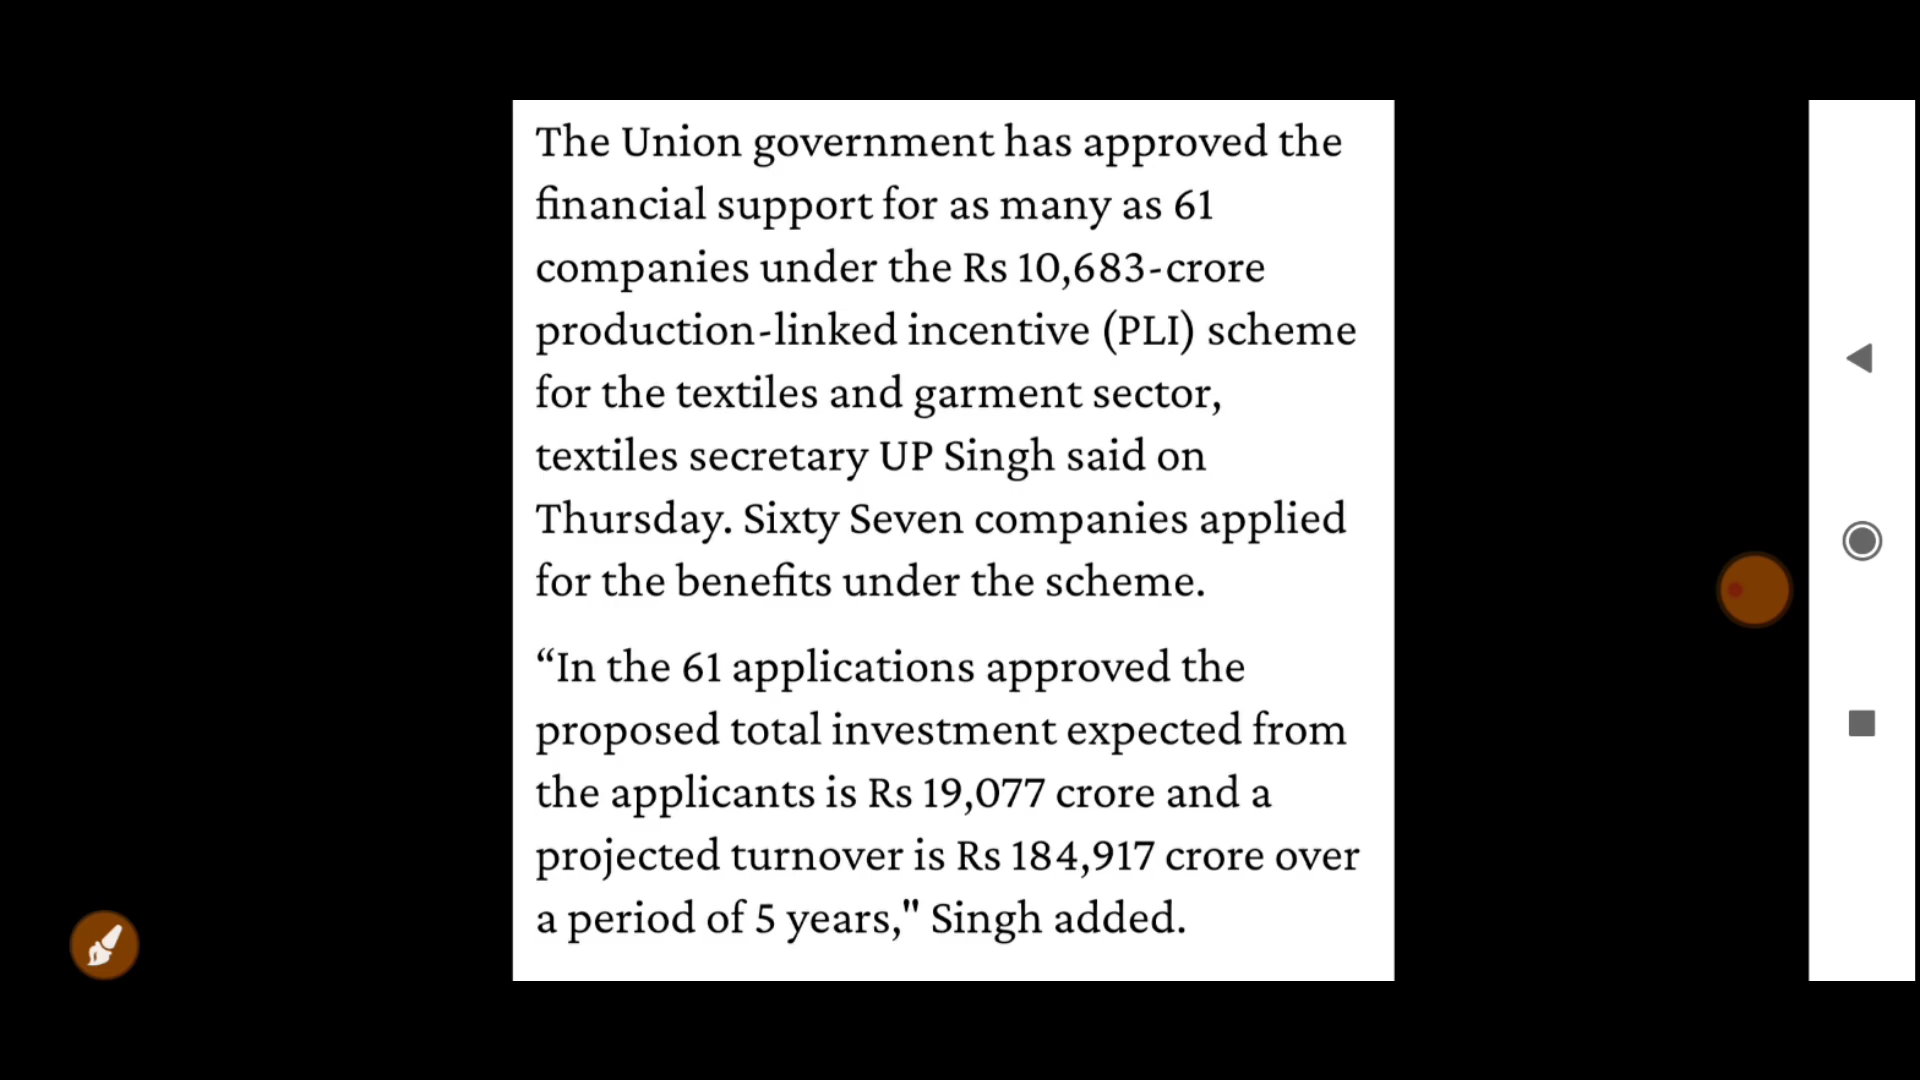 The Union government has approved the
financial support for as many as 61
companies under the Rs 10,683-crore
production-linked incentive (PLI) scheme
for the textiles and garment sector,
textiles secretary UP Singh said on
Thursday. Sixty Seven companies applied
for the benefits under the scheme.
“In the 61 applications approved the
proposed total investment expected from
the applicants is Rs 19,077 crore and a
projected turnover is Rs 184,917 crore over
a period of 5 years," Singh added.